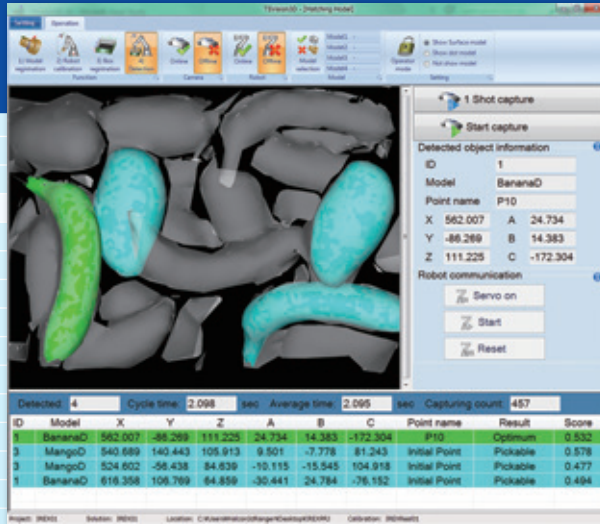 TSVision3D - [Matching Mode]
Setting Operation
1) Model registration
2) Robot calibration
3) Box registration
4) Detection
Online
Offline
Online
Offline
Model selection
Model1 -
Model2 -
Model3 -
Model4 -
Operator mode
Show Surface model
Show dot model
Not show model
Function Camera Robot Model Setting
1 Shot capture
Start capture
Detected object information
ID 1
Model BananaD
Point name P10
X 562.007 A 24.734
Y -86.269 B 14.383
Z 111.225 C -172.304
Robot communication
Servo on
Start
Reset
Detected: 4 Cycle time: 2.098 sec Average time: 2.095 sec Capturing count: 457
ID Model X Y Z A B C Point name Result Score
1 BananaD 562.007 -86.269 111.225 24.734 14.383 -172.304 P10 Optimum 0.532
3 MangoD 540.689 140.443 105.913 9.501 -7.778 81.243 Initial Point Pickable 0.578
3 MangoD 524.602 -56.438 84.639 -10.115 -15.545 104.918 Initial Point Pickable 0.477
1 BananaD 616.358 106.769 64.859 -30.441 24.784 -76.152 Initial Point Pickable 0.494
Project: IREX01 Solution: IREX01 Location: Calibration: